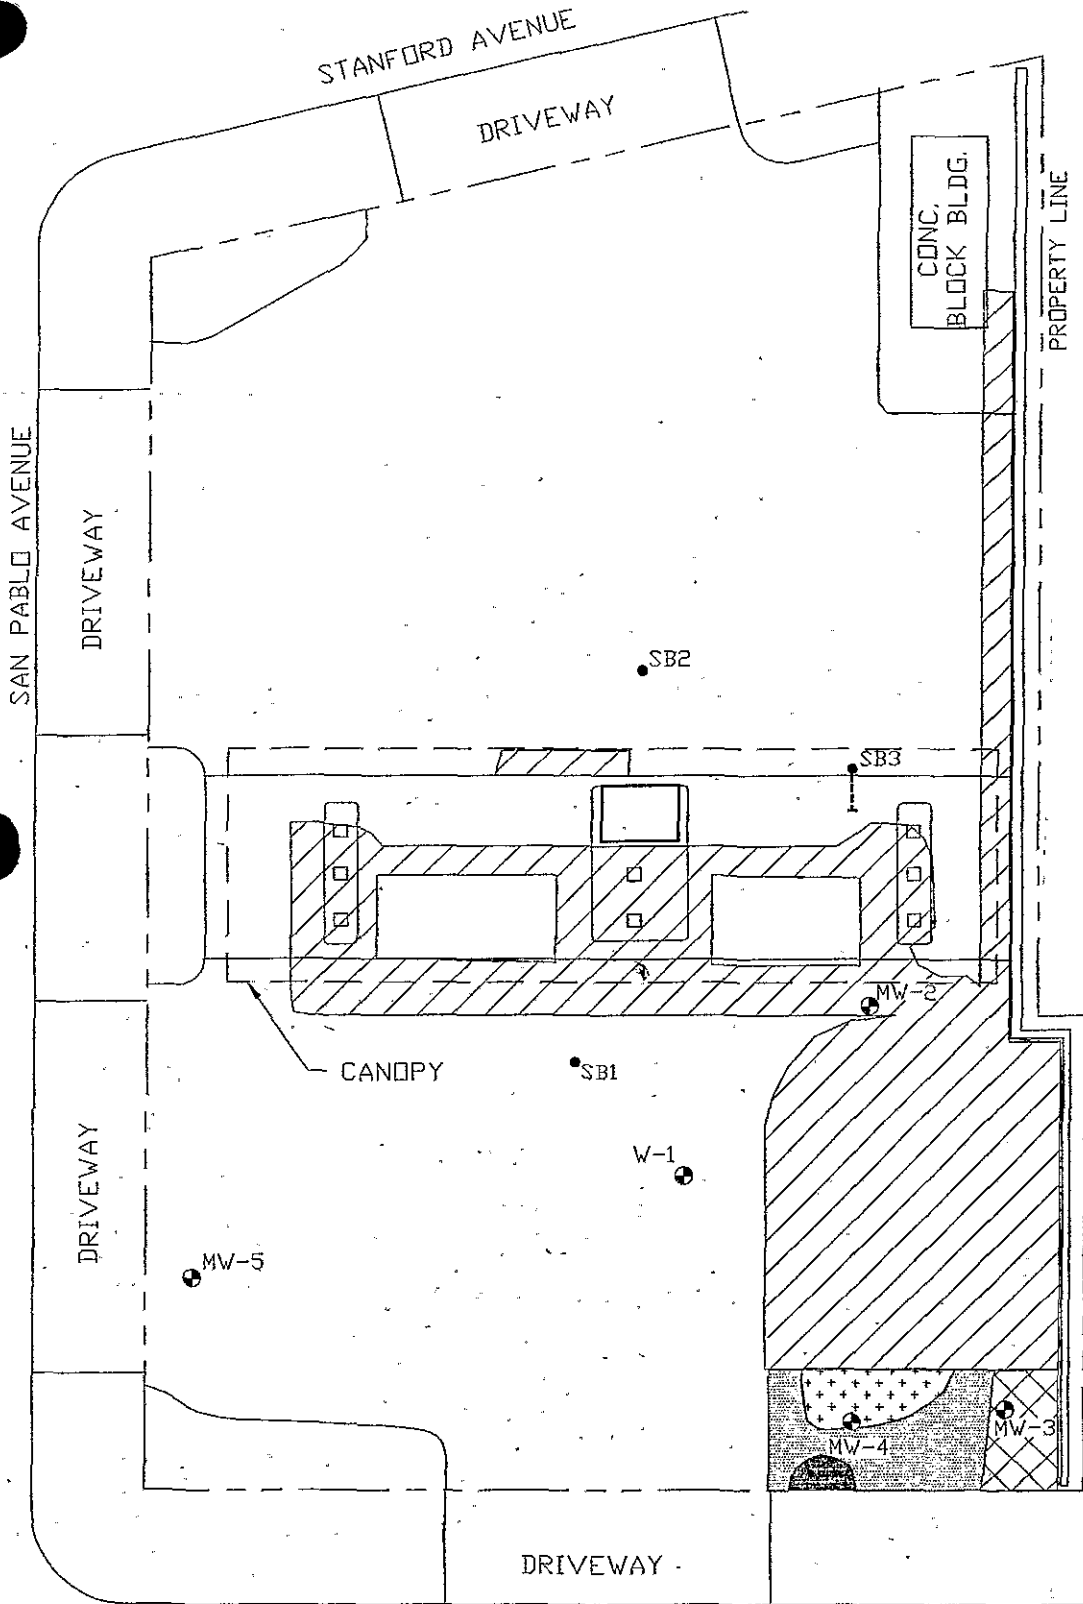 STANFORD AVENUE
DRIVEWAY
CONC.
BLOCK BLDG.
PROPERTY LINE
SAN PABLO AVENUE
DRIVEWAY
SB2
SB3
MW-2
CANOPY
SB1
W-1
DRIVEWAY
MW-5
MW-3
MW-4
DRIVEWAY